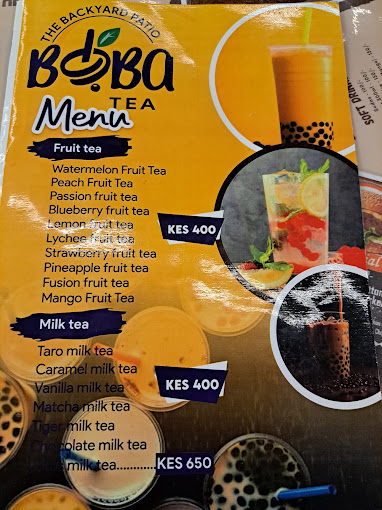 THE BACKYARD PATIO
BOBA
TEA
Menu
Fruit tea
Watermelon Fruit Tea
Peach Fruit Tea
Passion fruit Tea
Blueberry fruit tea
Lemon fruit Tea
Lychee fruit tea
Strawberry fruit tea
Pineapple fruit tea
Fusion fruit tea
Mango Fruit Tea
KES 400
Milk tea
Taro milk tea
Caramel milk tea
Vanilla milk tea
Matcha milk tea
Tiger milk tea
Chocolate milk tea
milk tea............KES 650
KES 400
SOFT DRIN